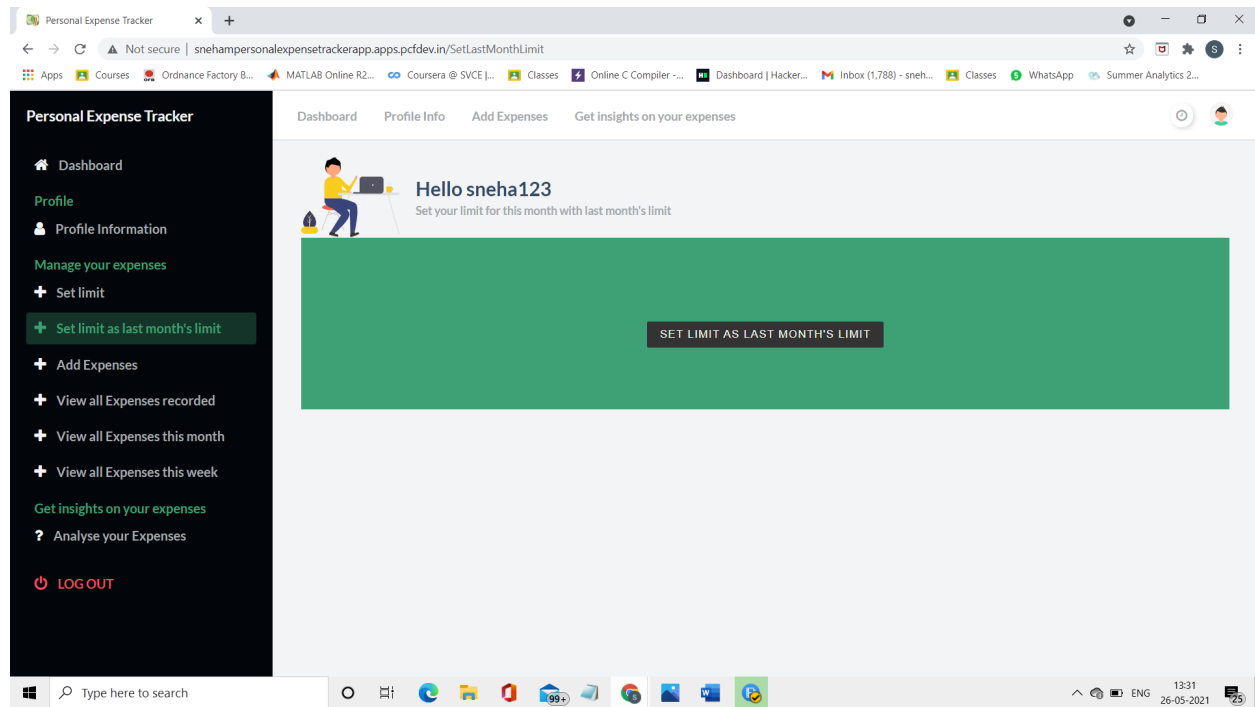 Personal Expense Tracker
Not secure | snehampersonalexpensetrackerapp.apps.pcfdev.in/SetLastMonthLimit
S
Apps Courses Ordnance Factory B... MATLAB Online R2... Coursera @ SVCE |... Classes Online C Compiler -... Dashboard | Hacker... Inbox (1,788) - sneh... Classes WhatsApp Summer Analytics 2...
Personal Expense Tracker
Dashboard Profile Info Add Expenses Get insights on your expenses
Dashboard
Profile
Profile Information
Manage your expenses
Set limit
Set limit as last month's limit
Add Expenses
View all Expenses recorded
View all Expenses this month
View all Expenses this week
Get insights on your expenses
Analyse your Expenses
LOG OUT
Hello sneha123
Set your limit for this month with last month's limit
SET LIMIT AS LAST MONTH'S LIMIT
Type here to search
99+
ENG
13:31
26-05-2021
25